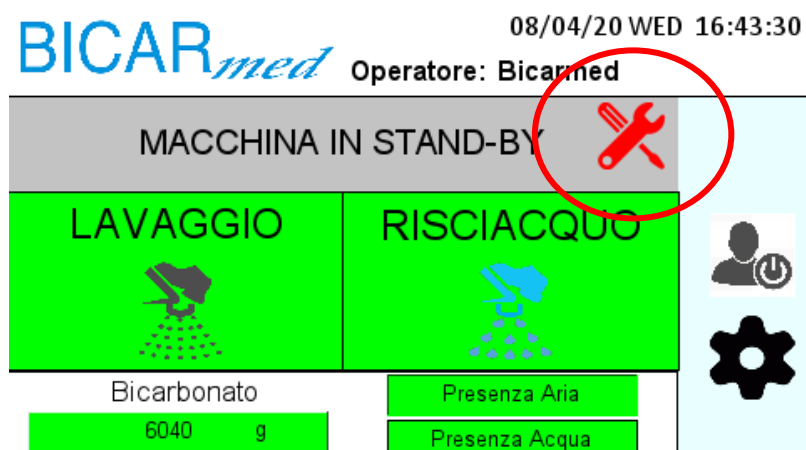 BICARmed
08/04/20 WED 16:43:30
Operatore: Bicarmed
MACCHINA IN STAND-BY
LAVAGGIO
RISCIACQUO
Bicarbonato
6040 g
Presenza Aria
Presenza Acqua